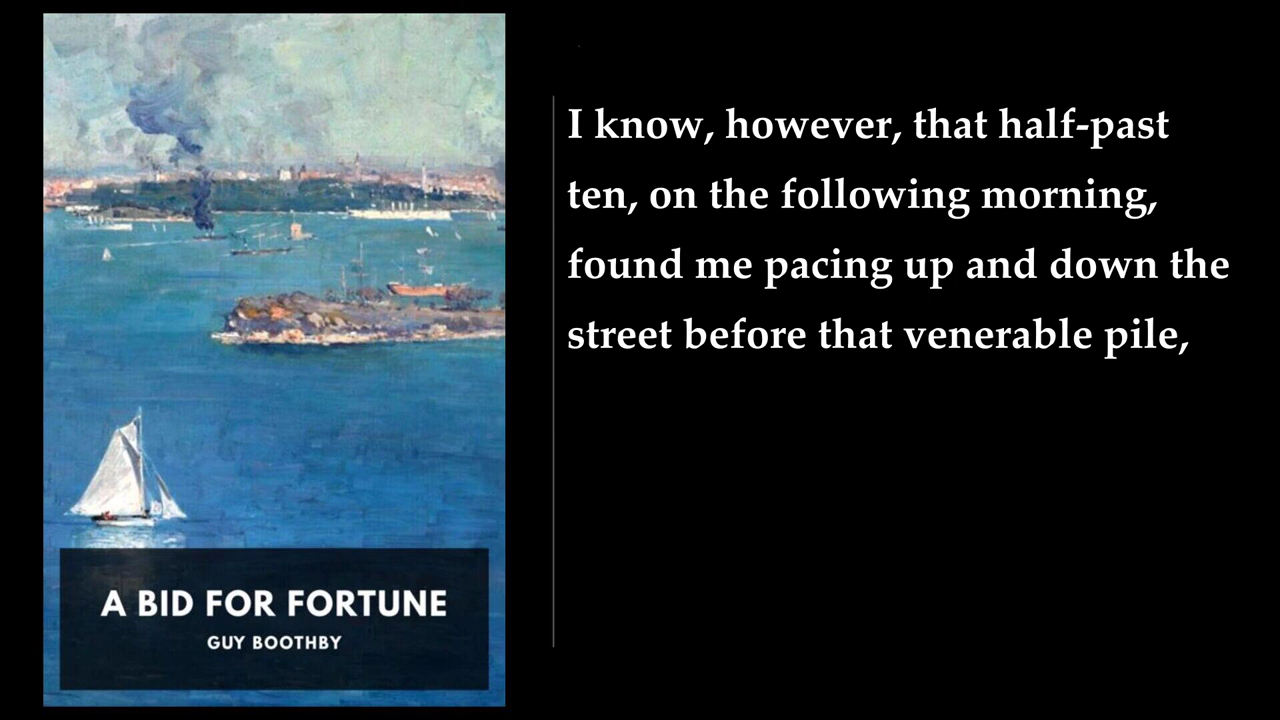 A BID FOR FORTUNE
GUY BOOTHBY
I know, however, that half-past
ten, on the following morning,
found me pacing up and down the
street before that venerable pile,